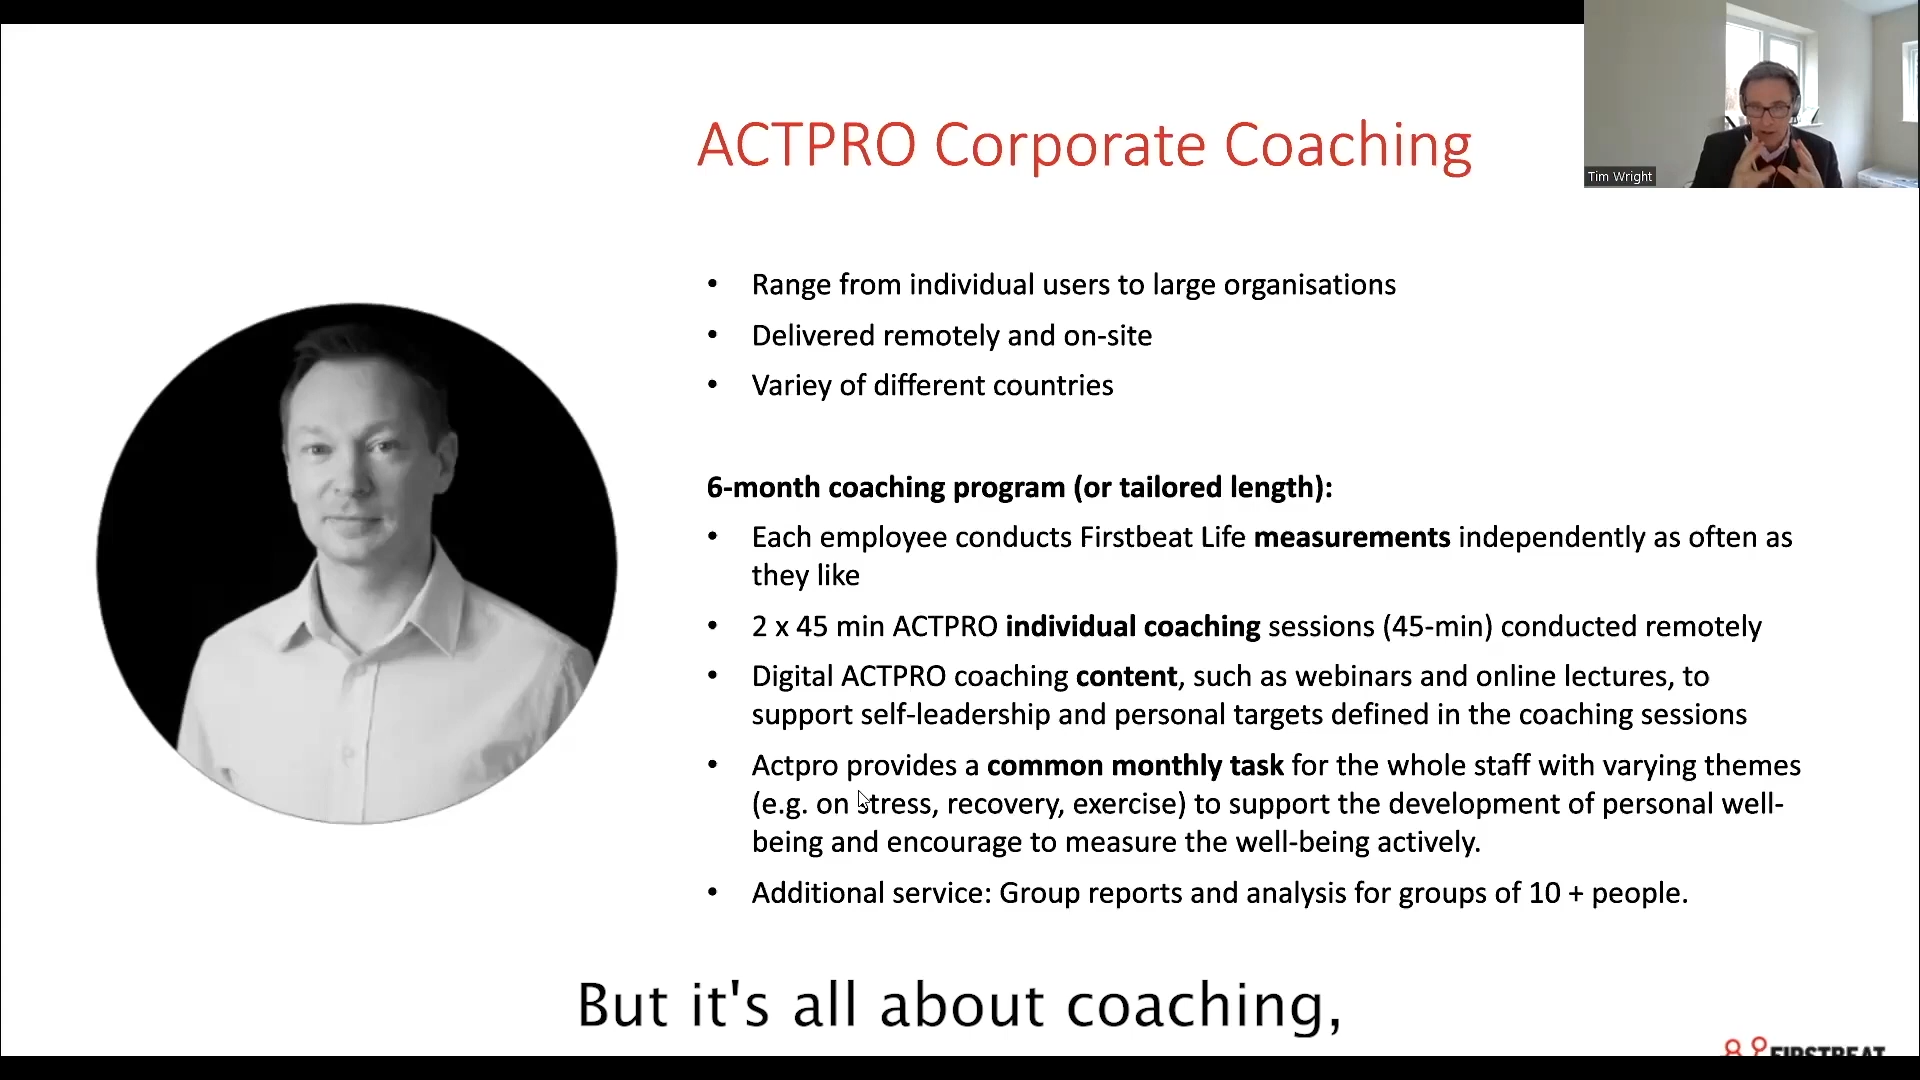 ACTPRO Corporate Coaching
Tim Wright
• Range from individual users to large organisations
• Delivered remotely and on-site
• Variey of different countries
6-month coaching program (or tailored length):
• Each employee conducts Firstbeat Life measurements independently as often as
they like
• 2 x 45 min ACTPRO individual coaching sessions (45-min) conducted remotely
• Digital ACTPRO coaching content, such as webinars and online lectures, to
support self-leadership and personal targets defined in the coaching sessions
• Actpro provides a common monthly task for the whole staff with varying themes
(e.g. on stress, recovery, exercise) to support the development of personal well-
being and encourage to measure the well-being actively.
• Additional service: Group reports and analysis for groups of 10 + people.
But it's all about coaching,
FIRSTBEAT